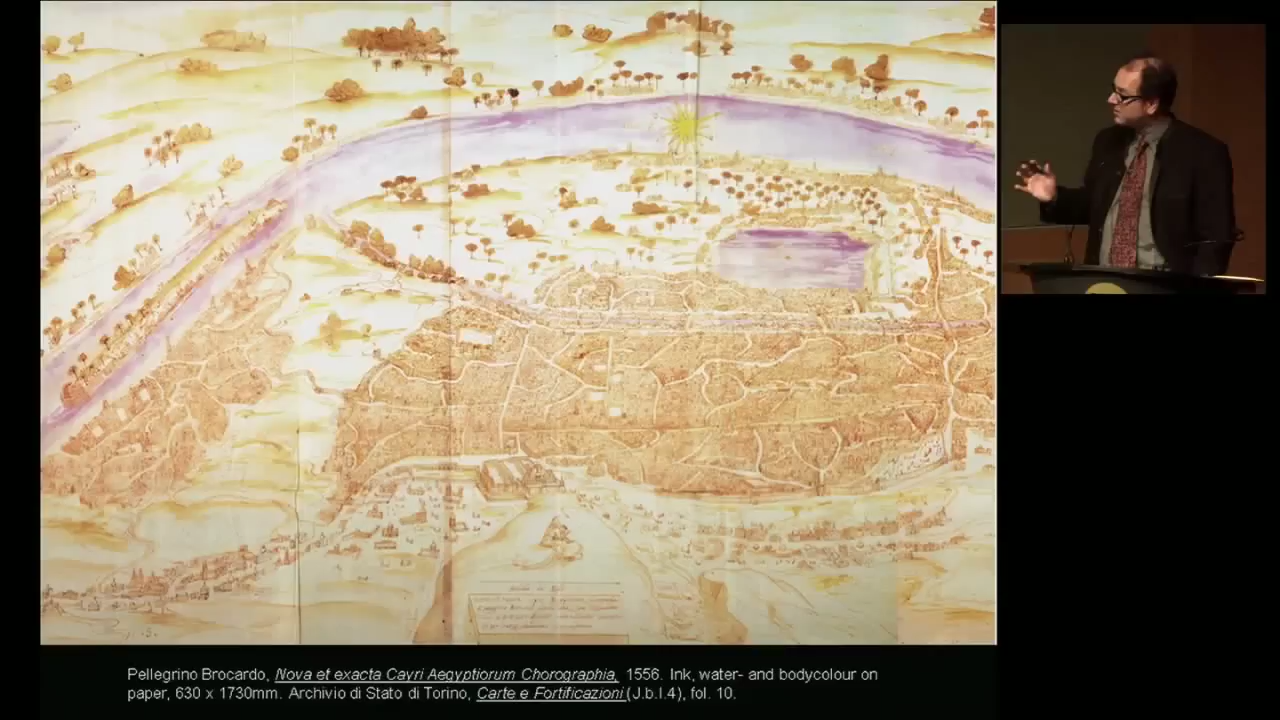 Pellegrino Brocardo, Nova et exacta Cayri Aegyptiorum Chorographia, 1556. Ink, water- and bodycolour on
paper, 630 x 1730mm. Archivio di Stato di Torino, Carte e Fortificazioni (J.b.I.4), fol. 10.